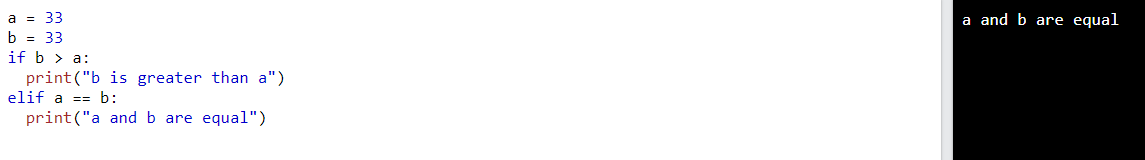 a = 33
b = 33
if b > a:
  print("b is greater than a")
elif a == b:
  print("a and b are equal")
a and b are equal